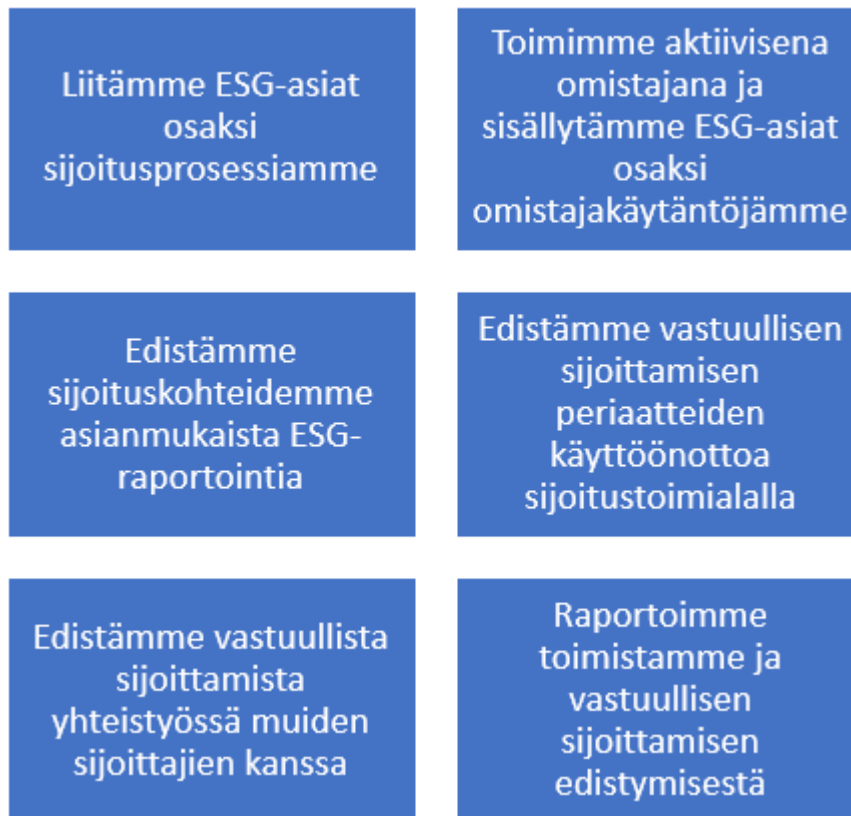 Liitämme ESG-asiat
osaksi
sijoitusprosessiamme
Toimimme aktiivisena
omistajana ja
sisällytämme ESG-asiat
osaksi
omistajakäytäntöjämme
Edistämme
sijoituskohteidemme
asianmukaista ESG-
raportointia
Edistämme vastuullisen
sijoittamisen
periaatteiden
käyttöönottoa
sijoitustoimialalla
Edistämme vastuullista
sijoittamista
yhteistyössä muiden
sijoittajien kanssa
Raportoimme
toimistamme ja
vastuullisen
sijoittamisen
edistymisestä